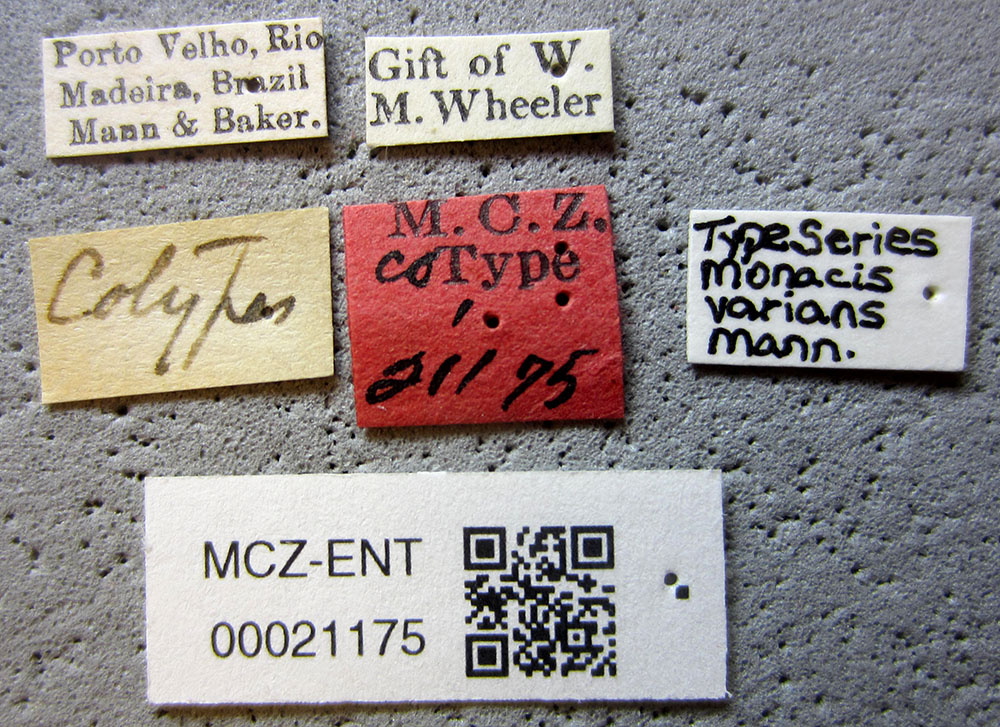 Porto Velho, Rio
Madeira, Brazil
Mann & Baker.
Gift of W.
M. Wheeler
Cotypes
M. C. Z.
coType
1
21175
Type Series
Monacis
varians
mann.
MCZ-ENT
00021175